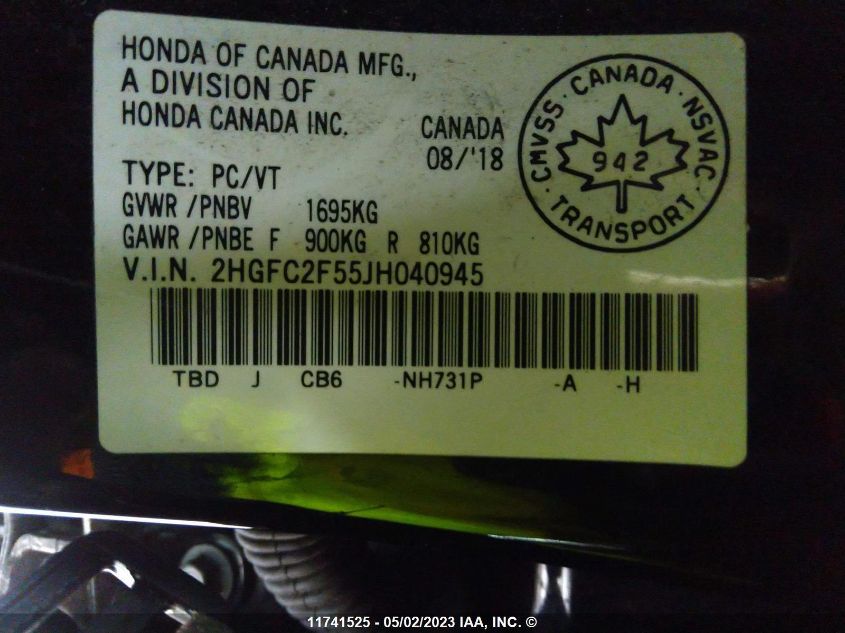 HONDA OF CANADA MFG.,
A DIVISION OF
HONDA CANADA INC.
CANADA
08/'18
TYPE: PC/VT
GVWR /PNBV 1695KG
GAWR /PNBE F 900KG R 810KG
V.I.N. 2HGFC2F55JH040945
CMVSS · CANADA · NSVAC · TRANSPORT ·
942
TBD J CB6 -NH731P -A -H
11741525 - 05/02/2023 IAA, INC. ©